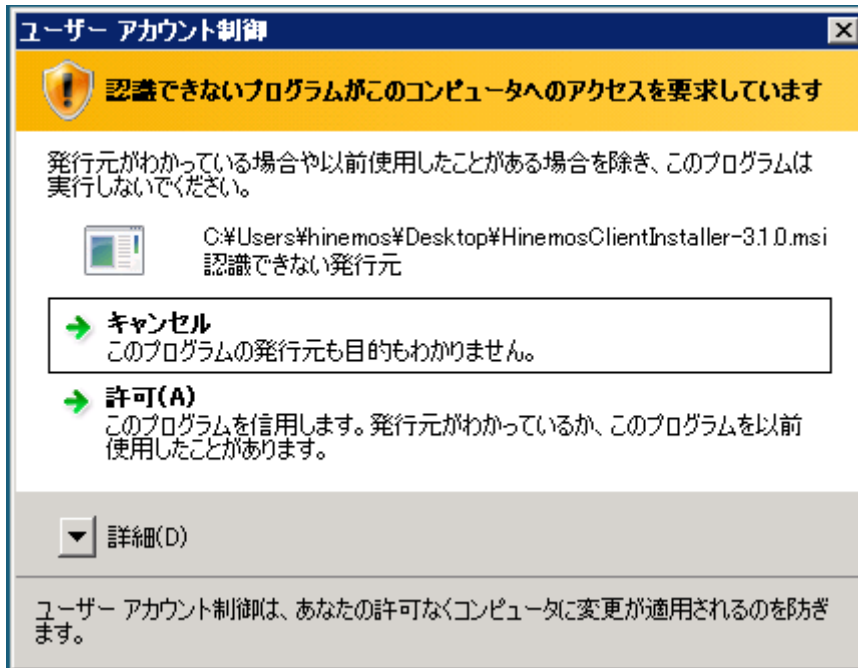 ユーザー アカウント制御
認識できないプログラムがこのコンピュータへのアクセスを要求しています
発行元がわかっている場合や以前使用したことがある場合を除き、このプログラムは
実行しないでください。
C:¥Users¥hinemos¥Desktop¥HinemosClientInstaller-3.1.0.msi
認識できない発行元
キャンセル
このプログラムの発行元も目的もわかりません。
許可(A)
このプログラムを信用します。発行元がわかっているか、このプログラムを以前
使用したことがあります。
詳細(D)
ユーザー アカウント制御は、あなたの許可なくコンピュータに変更が適用されるのを防ぎ
ます。